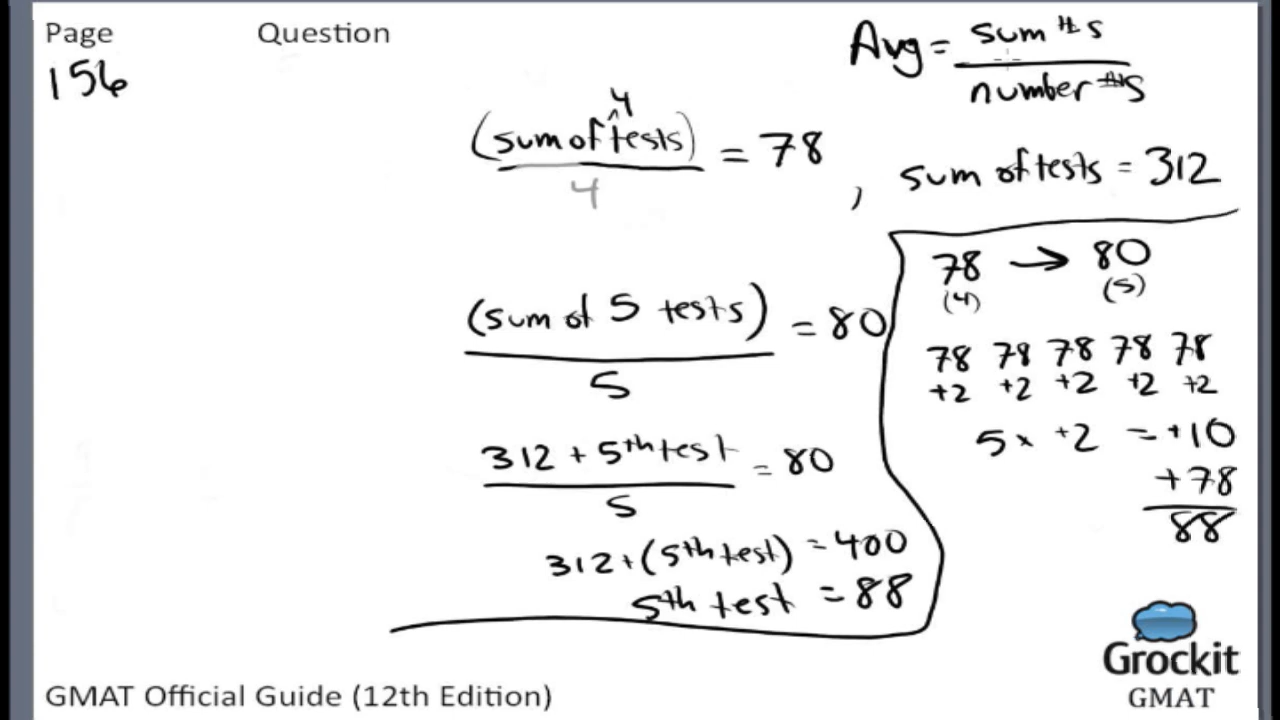 Page Question
156
Avg = sum #s / number #s
(sum of 4 tests) / 4 = 78 , sum of tests = 312
(sum of 5 tests) / 5 = 80
312 + 5th test / 5 = 80
312 + (5th test) = 400
5th test = 88
78 → 80
(4) (5)
78 78 78 78 78
+2 +2 +2 +2 +2
5 x +2 = +10
+78
88
Grockit
GMAT
GMAT Official Guide (12th Edition)